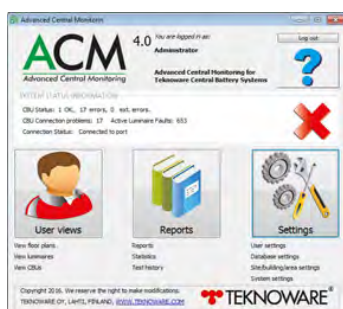 Advanced Central Monitoring
ACM
Advanced Central Monitoring
4.0
You are logged in as:
Administrator
Log out
Advanced Central Monitoring for
Teknoware Central Battery Systems
SYSTEM STATUS INFORMATION
CBU Status: 1 OK, 17 errors, 0 ext. errors.
CBU Connection problems: 17 Active Luminaire Faults: 653
Connection Status: Connected to port
User views
Reports
Settings
View floor plans
Reports
User settings
View luminaires
Statistics
Database settings
View CBUs
Test history
Site/building/area settings
System settings
Copyright 2016. We reserve the right to make modifications.
TEKNOWARE OY, LAHTI, FINLAND, WWW.TEKNOWARE.COM
TEKNOWARE®